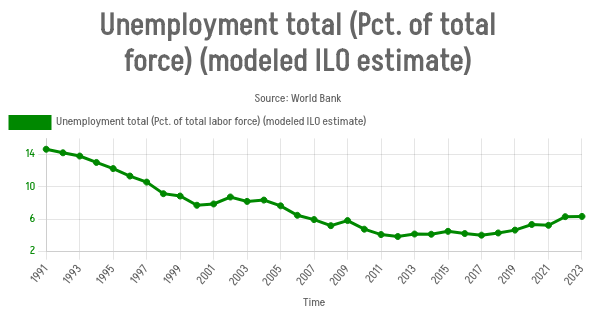 Unemployment total (Pct. of total
force) (modeled ILO estimate)
Source: World Bank
Unemployment total (Pct. of total labor force) (modeled ILO estimate)
14
10
6
2
1991 1993 1995 1997 1999 2001 2003 2005 2007 2009 2011 2013 2015 2017 2019 2021 2023
Time